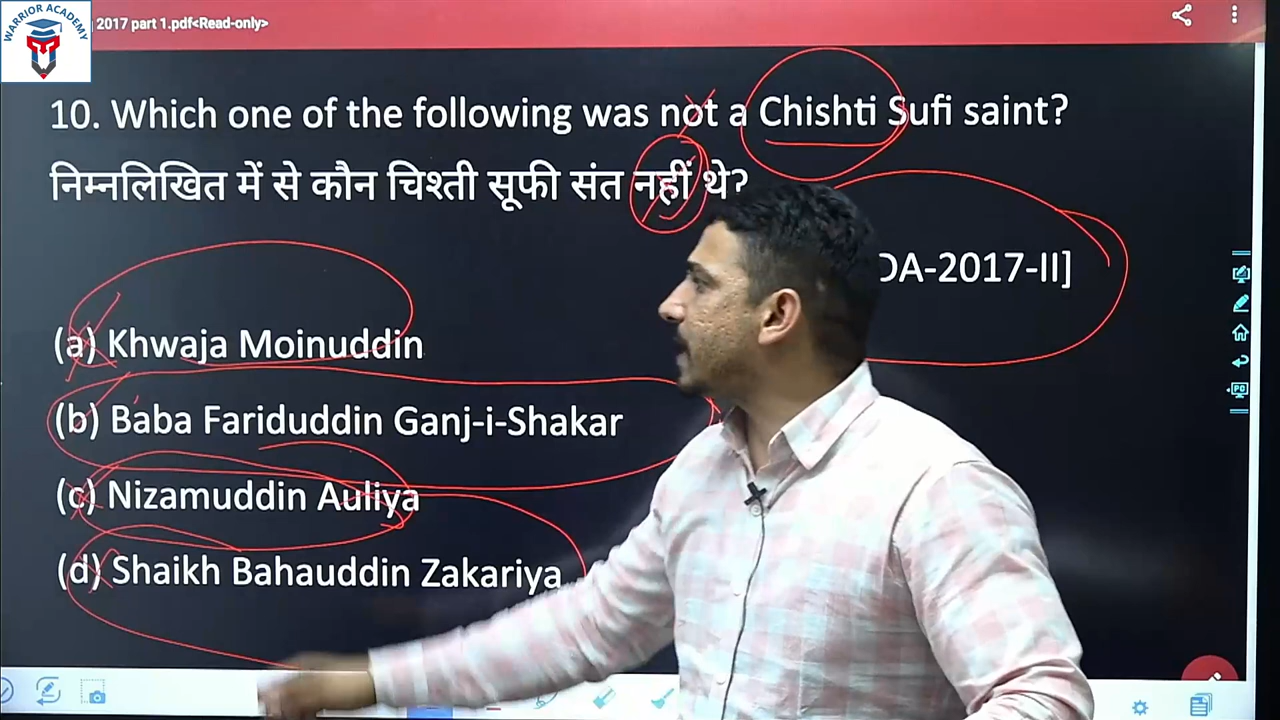 WARRIOR ACADEMY
2017 part 1.pdf<Read-only>
10. Which one of the following was not a Chishti Sufi saint?
निम्नलिखित में से कौन चिश्ती सूफी संत नहीं थे?
DA-2017-II]
(a) Khwaja Moinuddin
(b) Baba Fariduddin Ganj-i-Shakar
(c) Nizamuddin Auliya
(d) Shaikh Bahauddin Zakariya